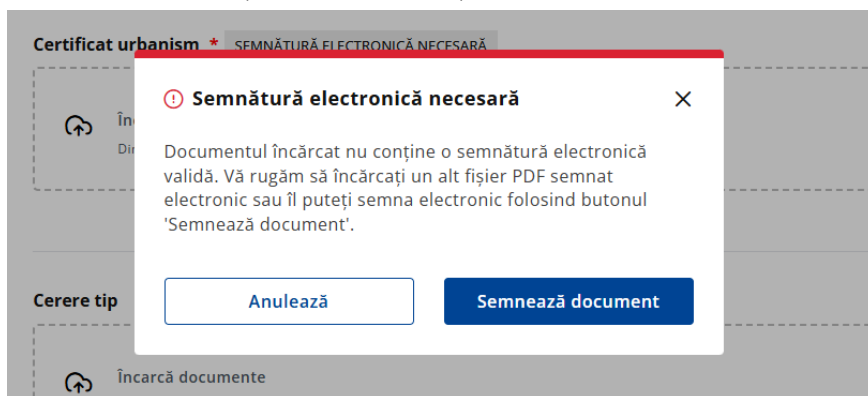 Certificat urbanism * SEMNĂTURĂ ELECTRONICĂ NECESARĂ
Semnătură electronică necesară
Documentul încărcat nu conține o semnătură electronică
validă. Vă rugăm să încărcați un alt fișier PDF semnat
electronic sau îl puteți semna electronic folosind butonul
'Semnează document'.
Anulează
Semnează document
Cerere tip
Încarcă documente